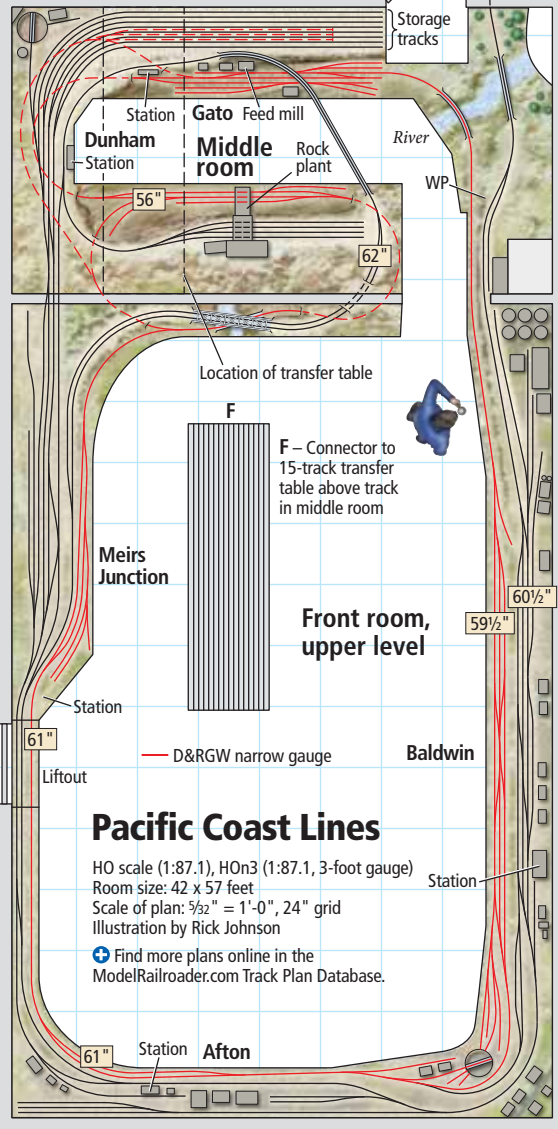 Storage
tracks
Station
Gato
Feed mill
River
Dunham
Station
Middle
room
Rock
plant
WP
56"
62"
Location of transfer table
F
F – Connector to
15-track transfer
table above track
in middle room
Meirs
Junction
60½"
59½"
Front room,
upper level
Station
61"
D&RGW narrow gauge
Baldwin
Liftout
Pacific Coast Lines
HO scale (1:87.1), HOn3 (1:87.1, 3-foot gauge)
Room size: 42 x 57 feet
Scale of plan: 5/32" = 1'-0", 24" grid
Illustration by Rick Johnson
Find more plans online in the
ModelRailroader.com Track Plan Database.
Station
61"
Station
Afton